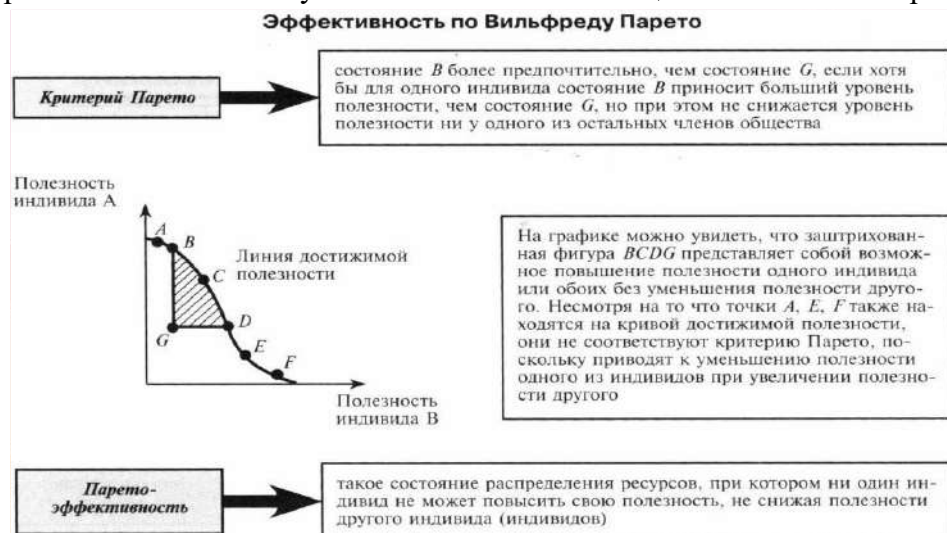 Эффективность по Вильфреду Парето
Критерий Парето
состояние B более предпочтительно, чем состояние G, если хотя
бы для одного индивида состояние B приносит больший уровень
полезности, чем состояние G, но при этом не снижается уровень
полезности ни у одного из остальных членов общества
Полезность
индивида А
A
B
Линия достижимой
полезности
C
G
D
E
F
Полезность
индивида В
На графике можно увидеть, что заштрихован-
ная фигура BCDG представляет собой возмож-
ное повышение полезности одного индивида
или обоих без уменьшения полезности друго-
го. Несмотря на то что точки A, E, F также на-
ходятся на кривой достижимой полезности,
они не соответствуют критерию Парето, по-
скольку приводят к уменьшению полезности
одного из индивидов при увеличении полезно-
сти другого
Парето-
эффективность
такое состояние распределения ресурсов, при котором ни один ин-
дивид не может повысить свою полезность, не снижая полезности
другого индивида (индивидов)